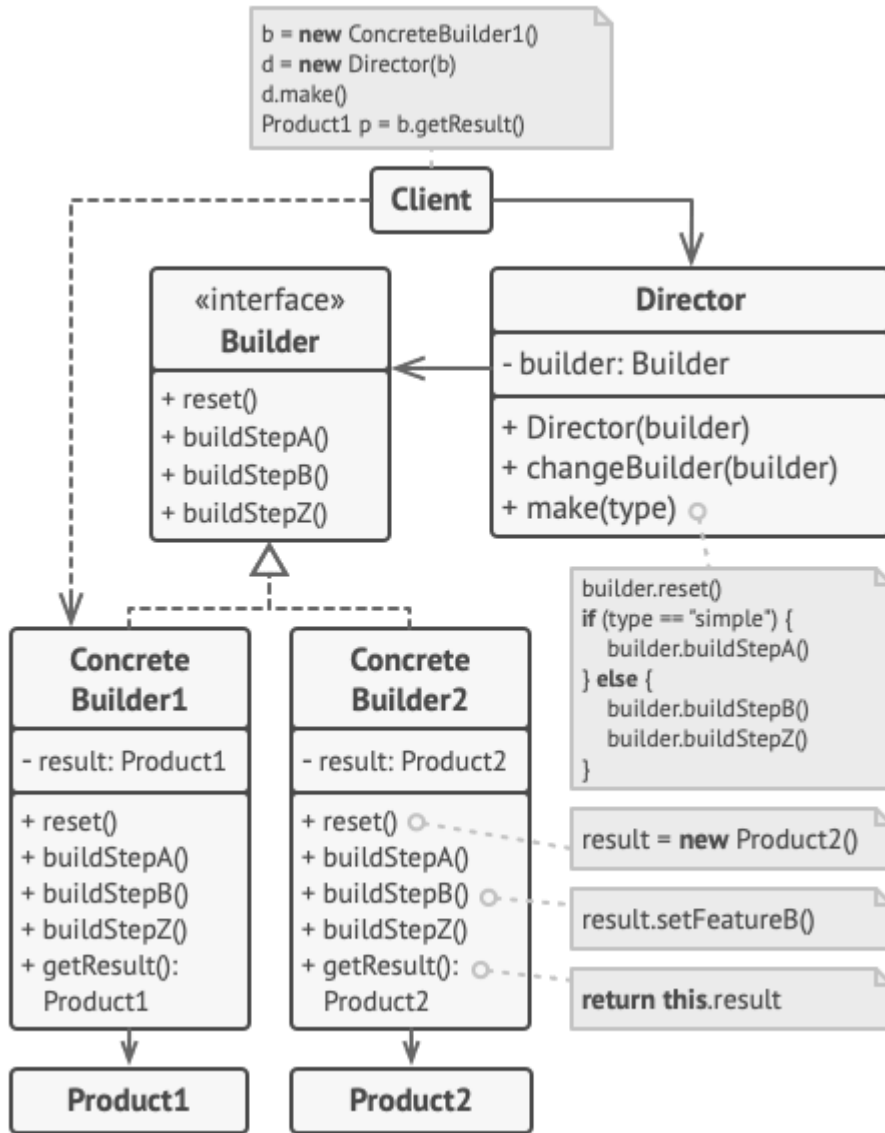 b = new ConcreteBuilder1()
d = new Director(b)
d.make()
Product1 p = b.getResult()
Client
«interface»
Builder
+ reset()
+ buildStepA()
+ buildStepB()
+ buildStepZ()
Director
- builder: Builder
+ Director(builder)
+ changeBuilder(builder)
+ make(type)
builder.reset()
if (type == "simple") {
builder.buildStepA()
} else {
builder.buildStepB()
builder.buildStepZ()
}
Concrete
Builder1
- result: Product1
+ reset()
+ buildStepA()
+ buildStepB()
+ buildStepZ()
+ getResult():
Product1
Concrete
Builder2
- result: Product2
+ reset()
+ buildStepA()
+ buildStepB()
+ buildStepZ()
+ getResult():
Product2
result = new Product2()
result.setFeatureB()
return this.result
Product1
Product2